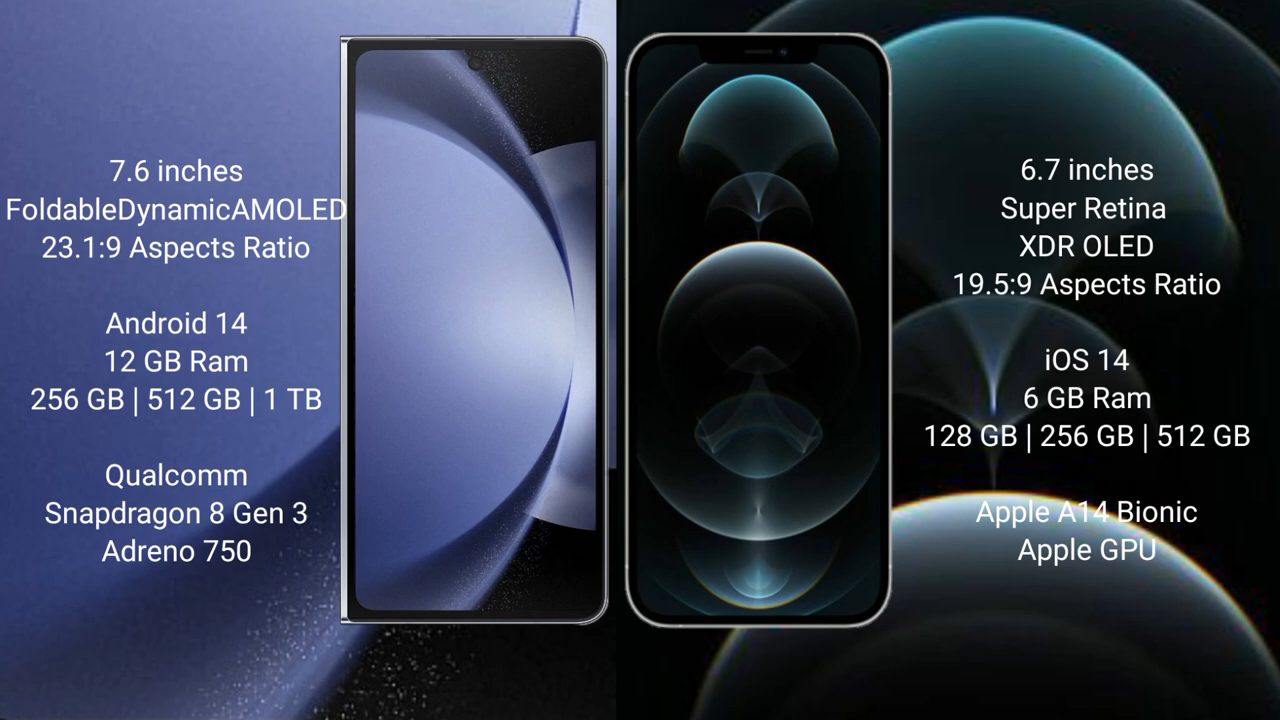 7.6 inches
FoldableDynamicAMOLED
23.1:9 Aspects Ratio
Android 14
12 GB Ram
256 GB | 512 GB | 1 TB
Qualcomm
Snapdragon 8 Gen 3
Adreno 750
6.7 inches
Super Retina
XDR OLED
19.5:9 Aspects Ratio
iOS 14
6 GB Ram
128 GB | 256 GB | 512 GB
Apple A14 Bionic
Apple GPU